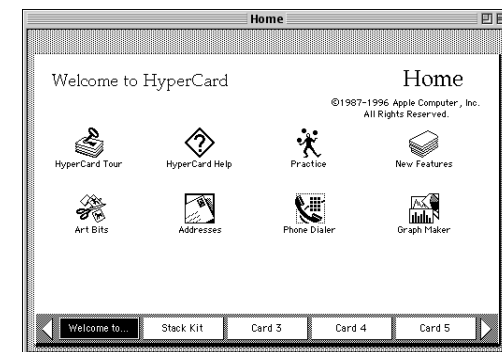 Home
Welcome to HyperCard
Home
©1987-1996 Apple Computer, Inc.
All Rights Reserved.
HyperCard Tour
HyperCard Help
Practice
New Features
Art Bits
Addresses
Phone Dialer
Graph Maker
Welcome to...
Stack Kit
Card 3
Card 4
Card 5